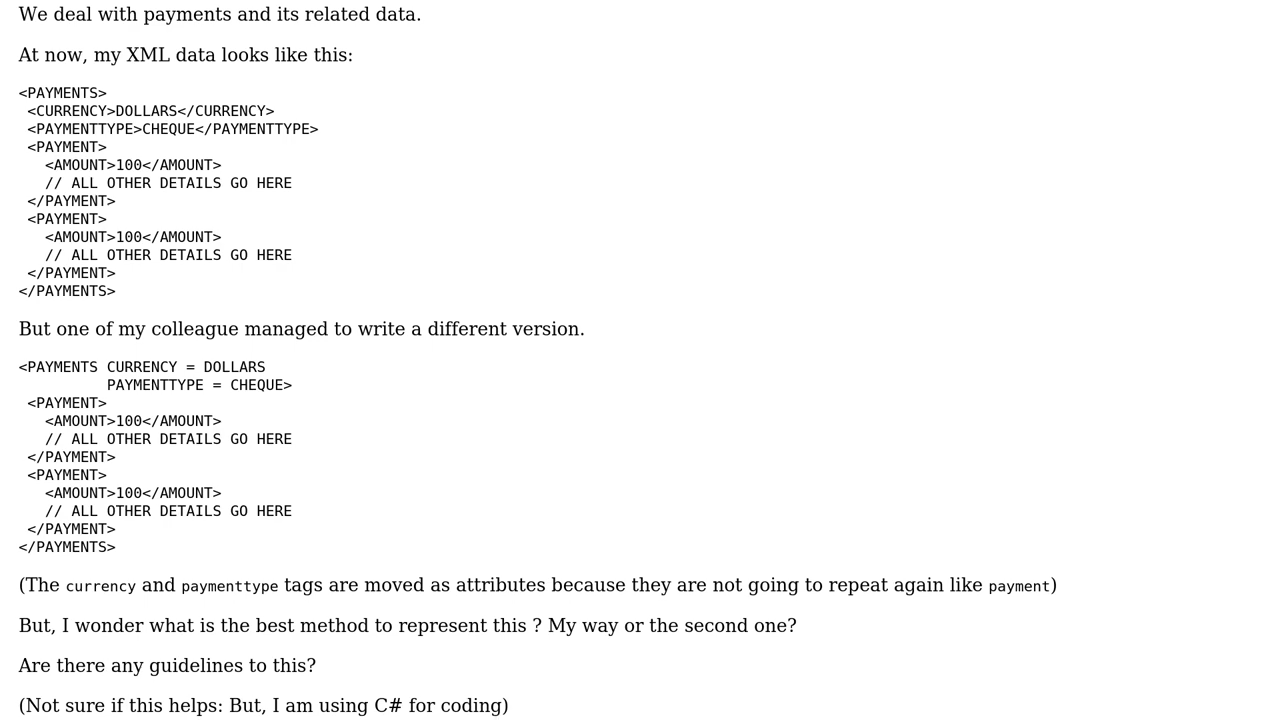 We deal with payments and its related data.
At now, my XML data looks like this:
<PAYMENTS>
 <CURRENCY>DOLLARS</CURRENCY>
 <PAYMENTTYPE>CHEQUE</PAYMENTTYPE>
 <PAYMENT>
   <AMOUNT>100</AMOUNT>
   // ALL OTHER DETAILS GO HERE
 </PAYMENT>
 <PAYMENT>
   <AMOUNT>100</AMOUNT>
   // ALL OTHER DETAILS GO HERE
 </PAYMENT>
</PAYMENTS>
But one of my colleague managed to write a different version.
<PAYMENTS CURRENCY = DOLLARS
          PAYMENTTYPE = CHEQUE>
 <PAYMENT>
   <AMOUNT>100</AMOUNT>
   // ALL OTHER DETAILS GO HERE
 </PAYMENT>
 <PAYMENT>
   <AMOUNT>100</AMOUNT>
   // ALL OTHER DETAILS GO HERE
 </PAYMENT>
</PAYMENTS>
(The currency and paymenttype tags are moved as attributes because they are not going to repeat again like payment)
But, I wonder what is the best method to represent this ? My way or the second one?
Are there any guidelines to this?
(Not sure if this helps: But, I am using C# for coding)